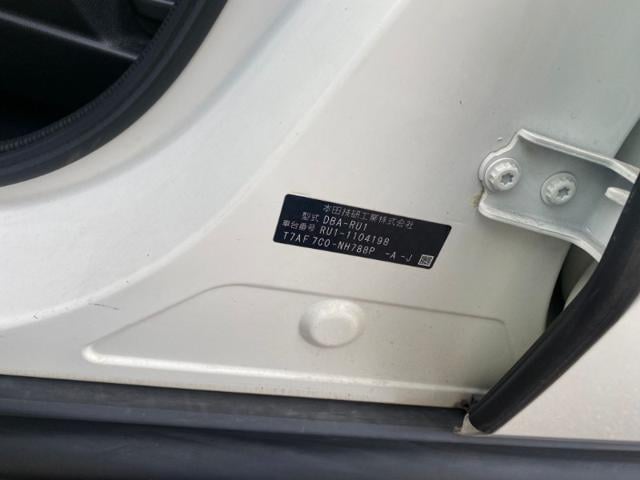 本田技研工業株式会社
型式 DBA-RU1
車台番号 RU1-1104198
T7AF7C0-NH788P -A -J